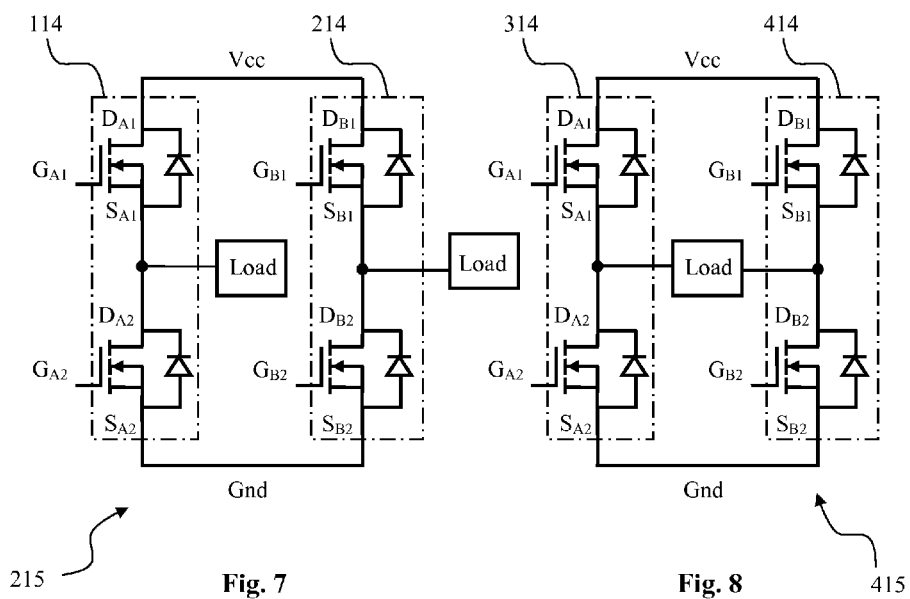 114
214
314
414
Vcc
Vcc
D_A1
D_B1
D_A1
D_B1
G_A1
G_B1
G_A1
G_B1
S_A1
S_B1
S_A1
S_B1
Load
Load
Load
D_A2
D_B2
D_A2
D_B2
G_A2
G_B2
G_A2
G_B2
S_A2
S_B2
S_A2
S_B2
Gnd
Gnd
215
Fig. 7
Fig. 8
415